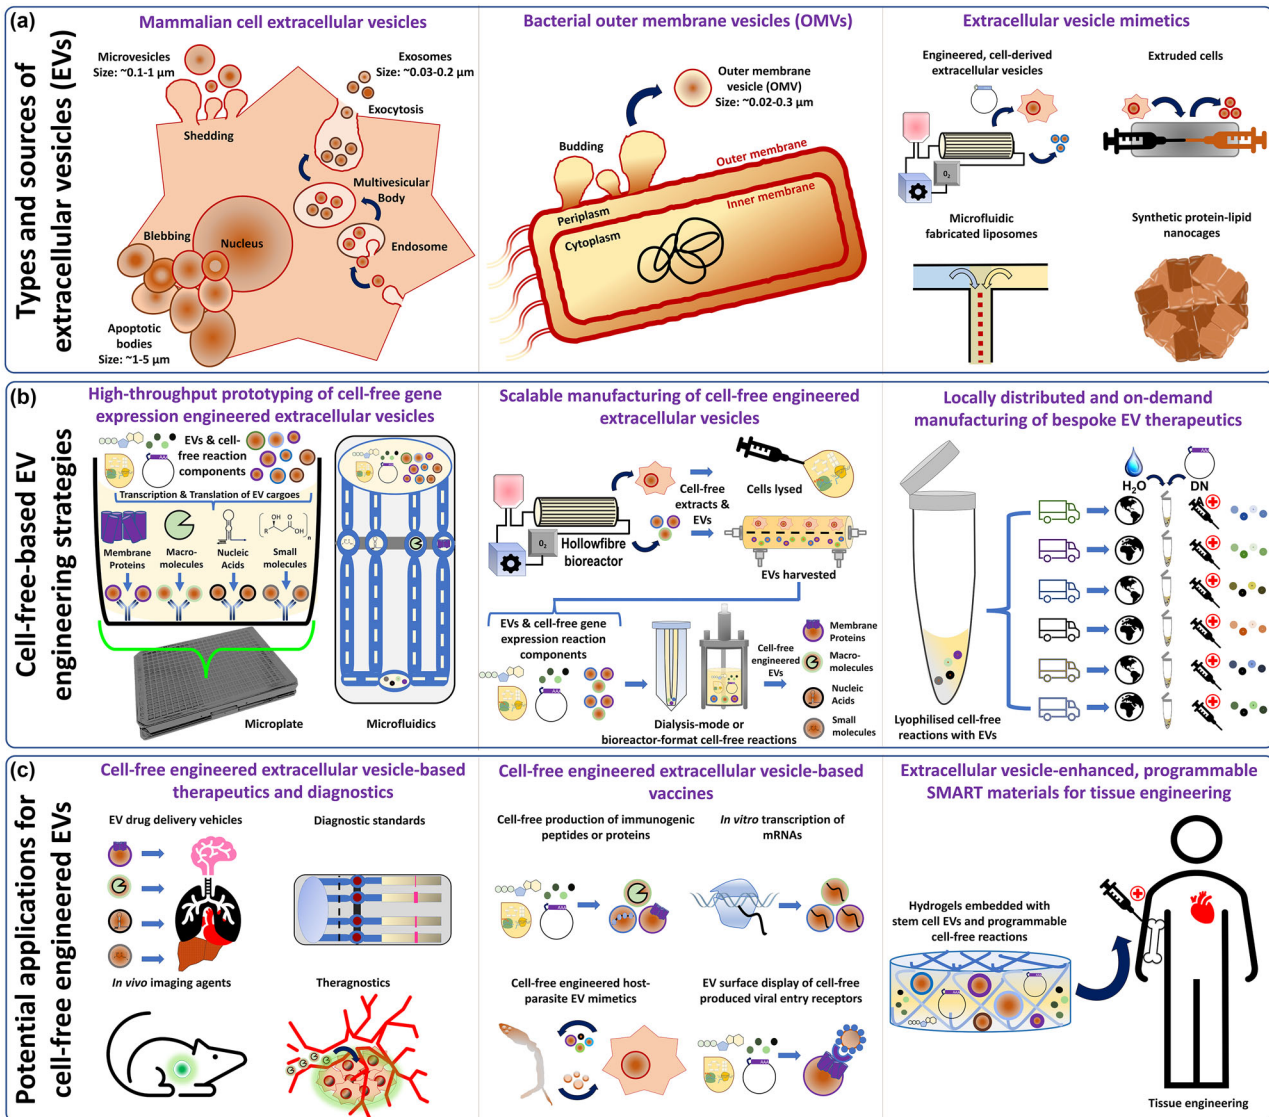 (a)
Types and sources of
extracellular vesicles (EVs)
Mammalian cell extracellular vesicles
Microvesicles
Size: ~0.1-1 µm
Exosomes
Size: ~0.03-0.2 µm
Exocytosis
Shedding
Multivesicular
Body
Blebbing
Nucleus
Endosome
Apoptotic
bodies
Size: ~1-5 µm
Bacterial outer membrane vesicles (OMVs)
Outer membrane
vesicle (OMV)
Size: ~0.02-0.3 µm
Budding
Outer membrane
Inner membrane
Periplasm
Cytoplasm
Extracellular vesicle mimetics
Engineered, cell-derived
extracellular vesicles
O2
Extruded cells
Microfluidic
fabricated liposomes
Synthetic protein-lipid
nanocages
(b)
Cell-free-based EV
engineering strategies
High-throughput prototyping of cell-free gene
expression engineered extracellular vesicles
EVs & cell-
free reaction
components
Transcription & Translation of EV cargoes
Membrane
Proteins
Macro-
molecules
Nucleic
Acids
Small
molecules
Microplate
Microfluidics
Scalable manufacturing of cell-free engineered
extracellular vesicles
Cells lysed
Cell-free
extracts &
EVs
O2
Hollowfibre
bioreactor
EVs harvested
EVs & cell-free gene
expression reaction
components
Cell-free
engineered
EVs
Membrane
Proteins
Macro-
molecules
Nucleic
Acids
Small
molecules
Dialysis-mode or
bioreactor-format cell-free reactions
Locally distributed and on-demand
manufacturing of bespoke EV therapeutics
H2O
DN
Lyophilised cell-free
reactions with EVs
(c)
Potential applications for
cell-free engineered EVs
Cell-free engineered extracellular vesicle-based
therapeutics and diagnostics
EV drug delivery vehicles
Diagnostic standards
In vivo imaging agents
Theragnostics
Cell-free engineered extracellular vesicle-based
vaccines
Cell-free production of immunogenic
peptides or proteins
In vitro transcription of
mRNAs
Cell-free engineered host-
parasite EV mimetics
EV surface display of cell-free
produced viral entry receptors
Extracellular vesicle-enhanced, programmable
SMART materials for tissue engineering
Hydrogels embedded with
stem cell EVs and programmable
cell-free reactions
Tissue engineering